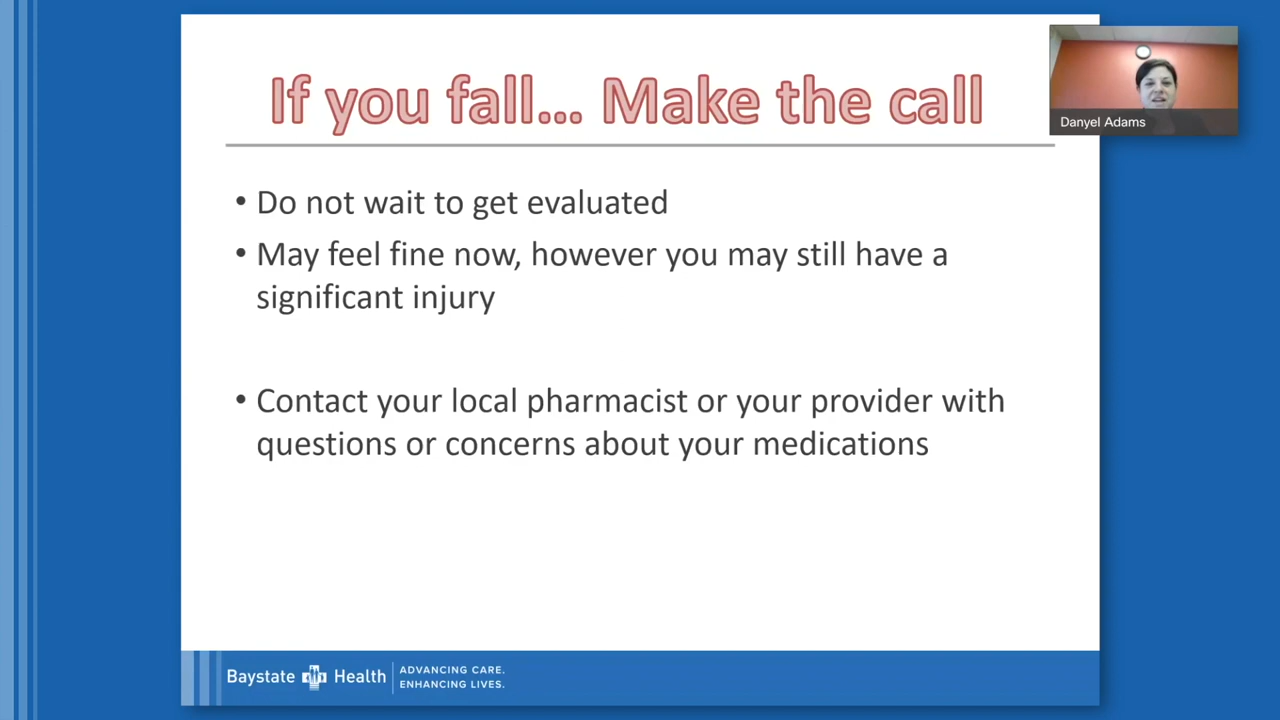 If you fall... Make the call
Danyel Adams
• Do not wait to get evaluated
• May feel fine now, however you may still have a
significant injury
• Contact your local pharmacist or your provider with
questions or concerns about your medications
Baystate Health
ADVANCING CARE.
ENHANCING LIVES.